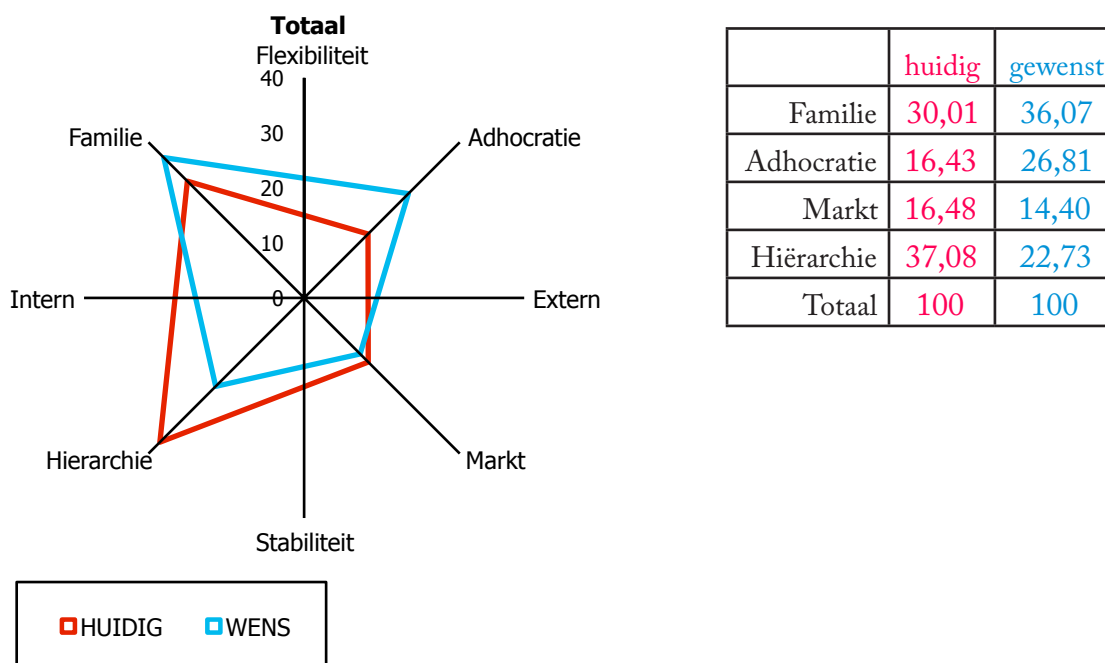 Totaal
Flexibiliteit
40
30
20
10
0
Familie
Adhocratie
Intern
Extern
Hierarchie
Markt
Stabiliteit
HUIDIG WENS
huidig gewenst
Familie 30,01 36,07
Adhocratie 16,43 26,81
Markt 16,48 14,40
Hiërarchie 37,08 22,73
Totaal 100 100